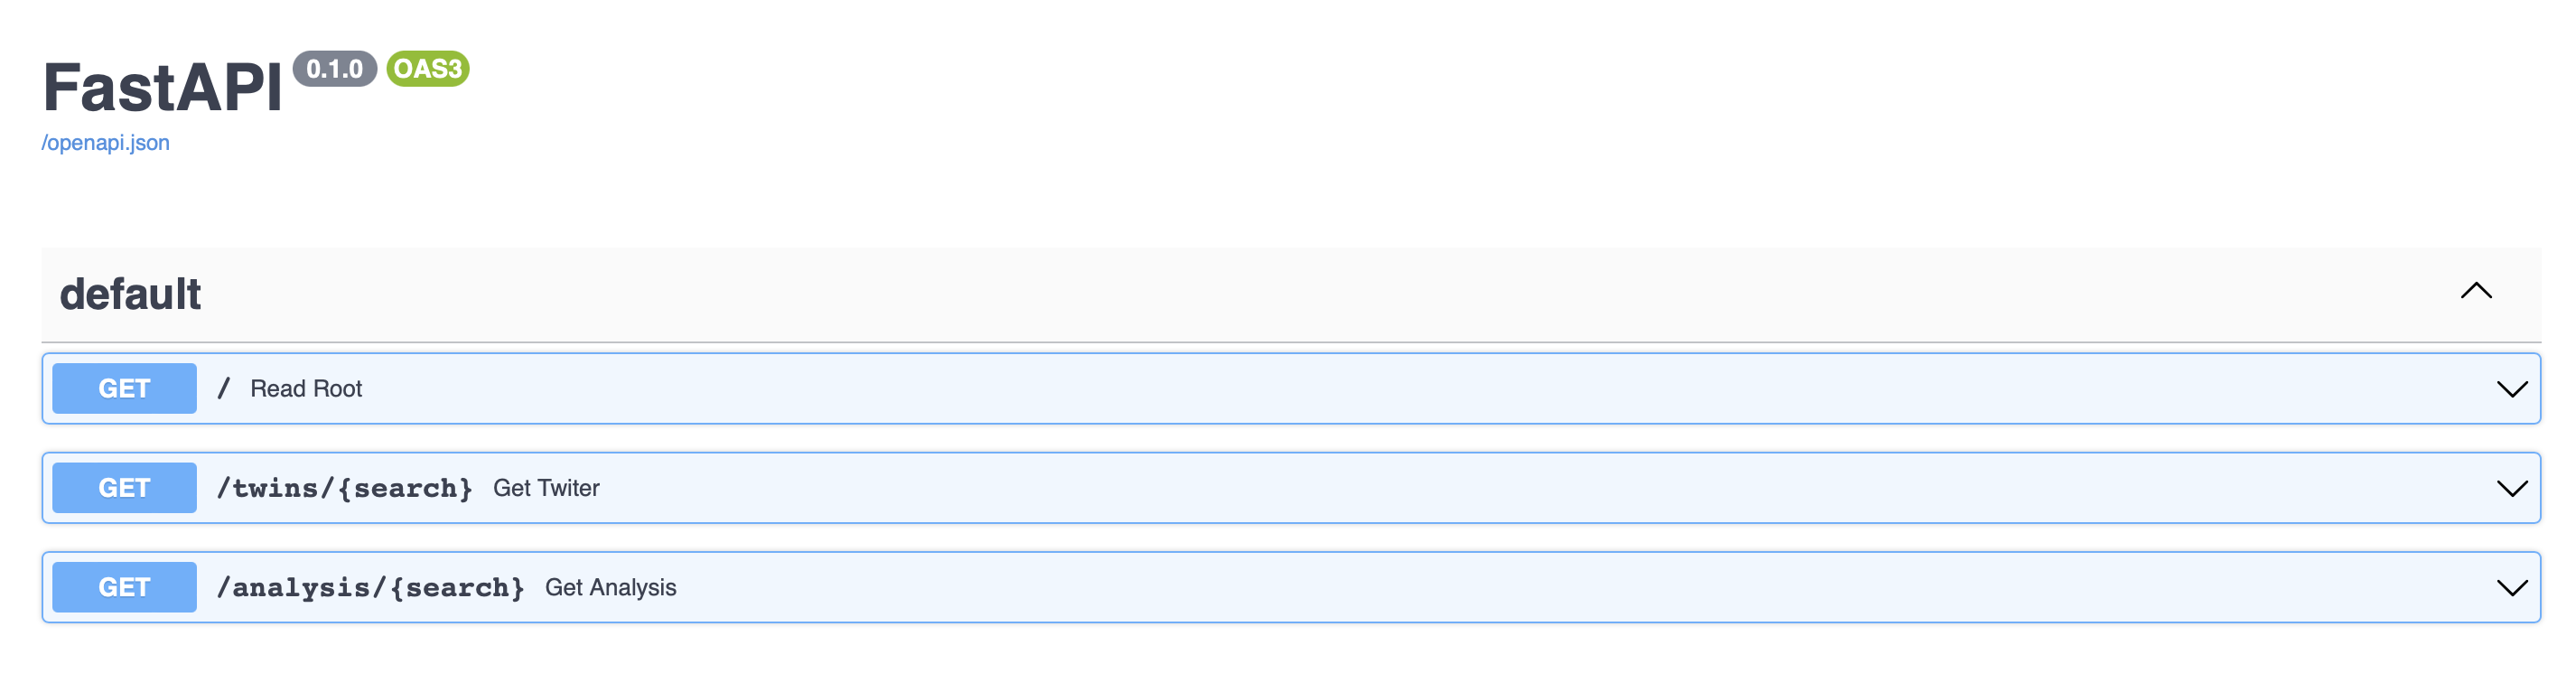 FastAPI 0.1.0 OAS3
/openapi.json
default
GET / Read Root
GET /twins/{search} Get Twiter
GET /analysis/{search} Get Analysis